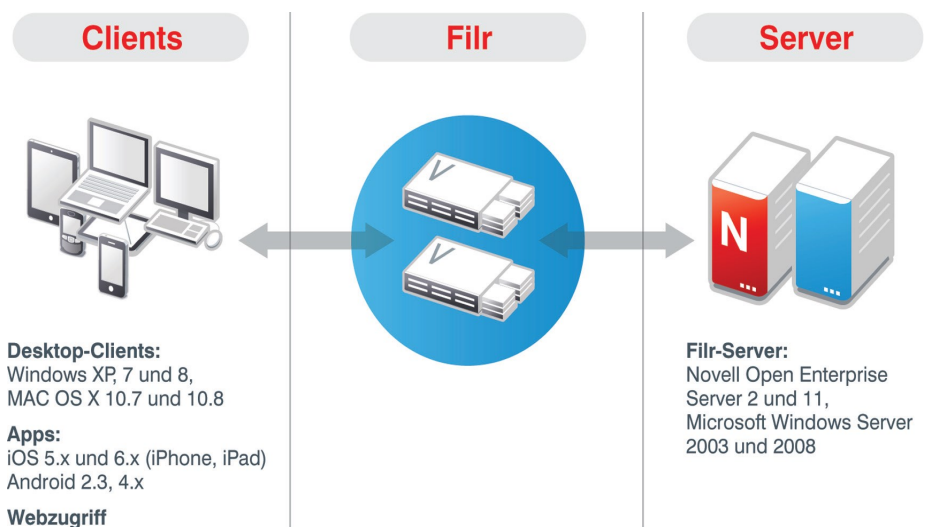 Clients
Filr
Server
V
V
N
Desktop-Clients:
Windows XP, 7 und 8,
MAC OS X 10.7 und 10.8
Apps:
iOS 5.x und 6.x (iPhone, iPad)
Android 2.3, 4.x
Webzugriff
Filr-Server:
Novell Open Enterprise
Server 2 und 11,
Microsoft Windows Server
2003 und 2008